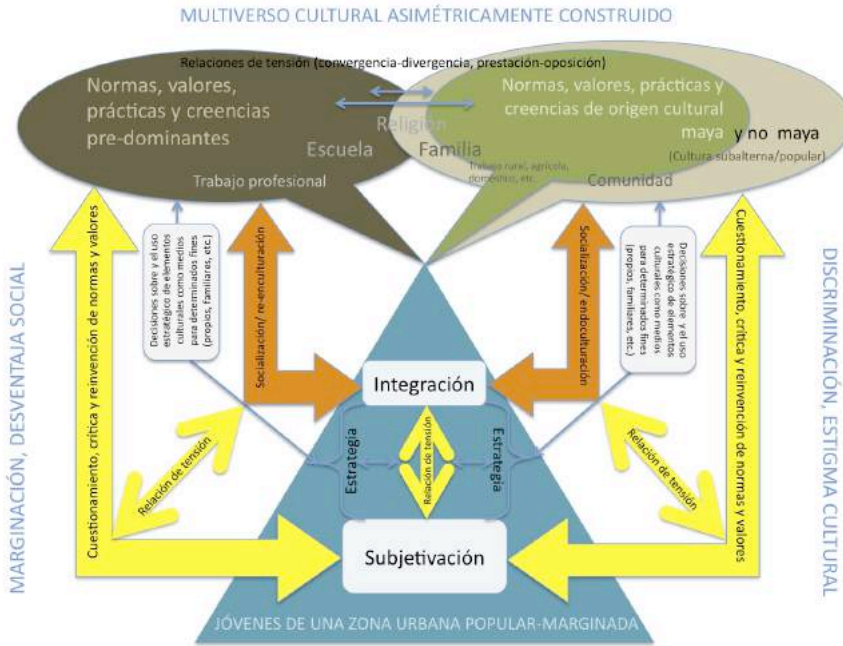 MULTIVERSO CULTURAL ASIMÉTRICAMENTE CONSTRUIDO
Relaciones de tensión (convergencia-divergencia, prestación-oposición)
Normas, valores,
prácticas y creencias
pre-dominantes
Normas, valores, prácticas y
creencias de origen cultural
maya
y no maya
(Cultura subalterna/popular)
Religión
Escuela
Familia
Trabajo profesional
Trabajo rural, agrícola,
doméstico, etc.
Comunidad
MARGINACIÓN, DESVENTAJA SOCIAL
Cuestionamiento, crítica y reinvención de normas y valores
Decisiones sobre y el uso
estratégico de elementos
culturales como medios
para determinados fines
(propios, familiares, etc.)
Socialización/ re-enculturación
Socialización/ endoculturación
Decisiones sobre y el uso
estratégico de elementos
culturales como medios
para determinados fines
(propios, familiares, etc.)
Cuestionamiento, crítica y reinvención de normas y valores
DISCRIMINACIÓN, ESTIGMA CULTURAL
Integración
Estrategia
Relación de tensión
Estrategia
Relación de tensión
Relación de tensión
Subjetivación
JÓVENES DE UNA ZONA URBANA POPULAR-MARGINADA